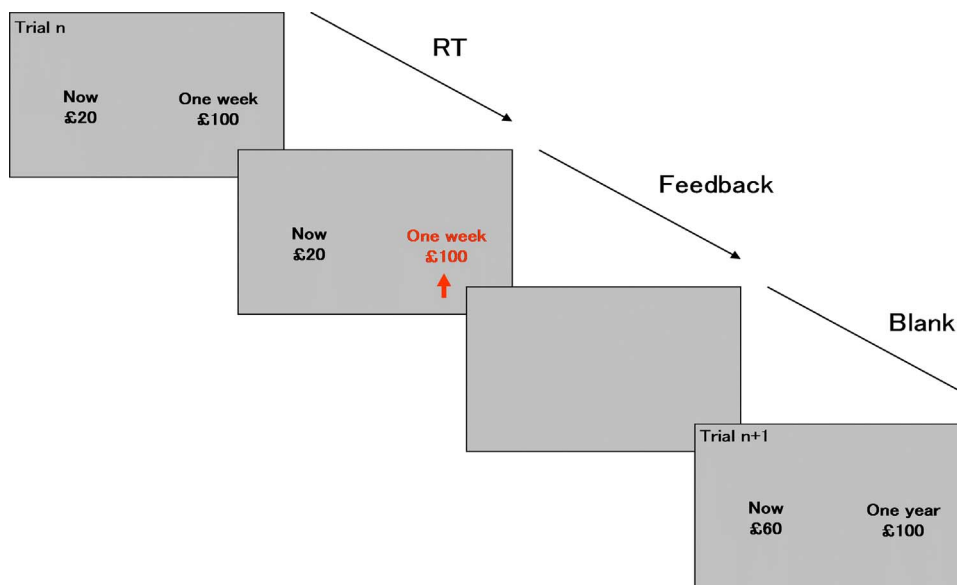 Trial n
Now
£20
One week
£100
RT
Now
£20
One week
£100
Feedback
Blank
Trial n+1
Now
£60
One year
£100